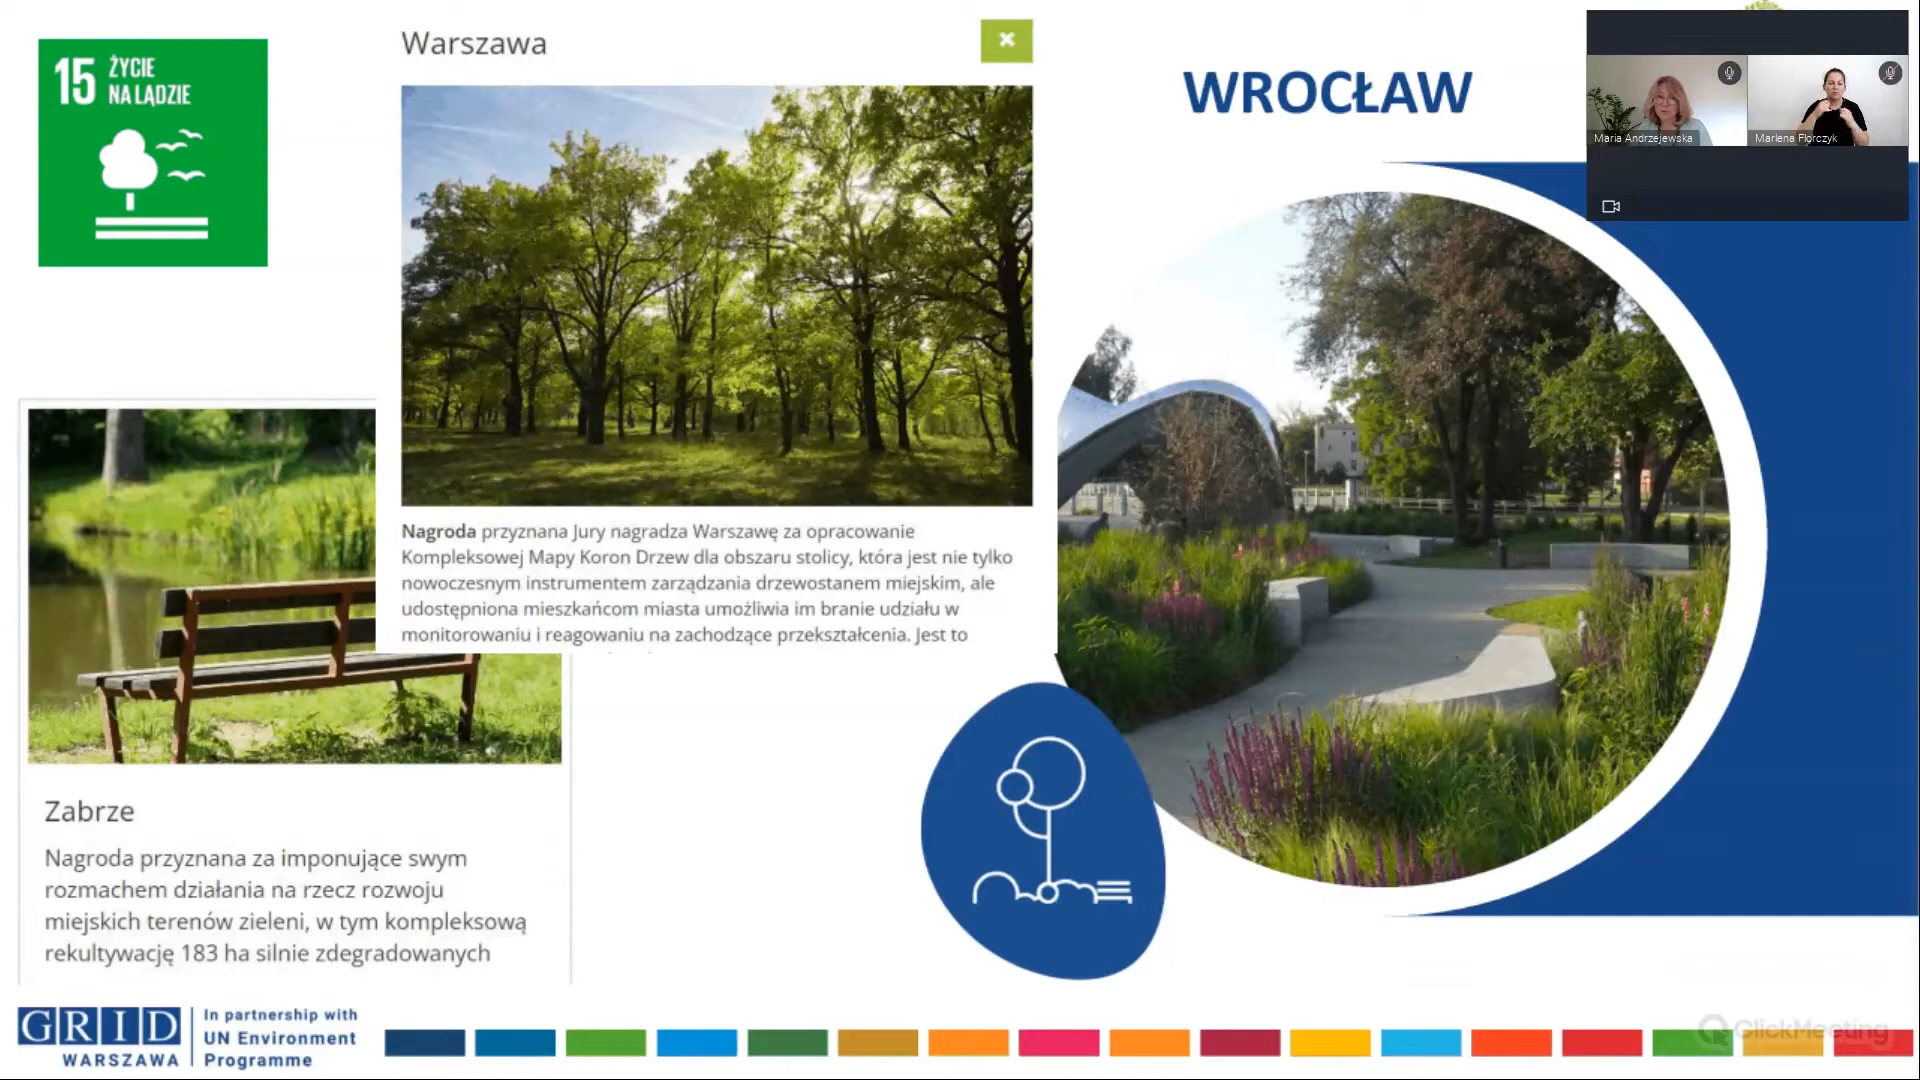 15 ŻYCIE
NA LĄDZIE
Warszawa
Nagroda przyznana Jury nagradza Warszawę za opracowanie
Kompleksowej Mapy Koron Drzew dla obszaru stolicy, która jest nie tylko
nowoczesnym instrumentem zarządzania drzewostanem miejskim, ale
udostępniona mieszkańcom miasta umożliwia im branie udziału w
monitorowaniu i reagowaniu na zachodzące przekształcenia. Jest to
WROCŁAW
Maria Andrzejewska
Marlena Florczyk
Zabrze
Nagroda przyznana za imponujące swym
rozmachem działania na rzecz rozwoju
miejskich terenów zieleni, w tym kompleksową
rekultywację 183 ha silnie zdegradowanych
GRID
WARSZAWA
In partnership with
UN Environment
Programme
ClickMeeting